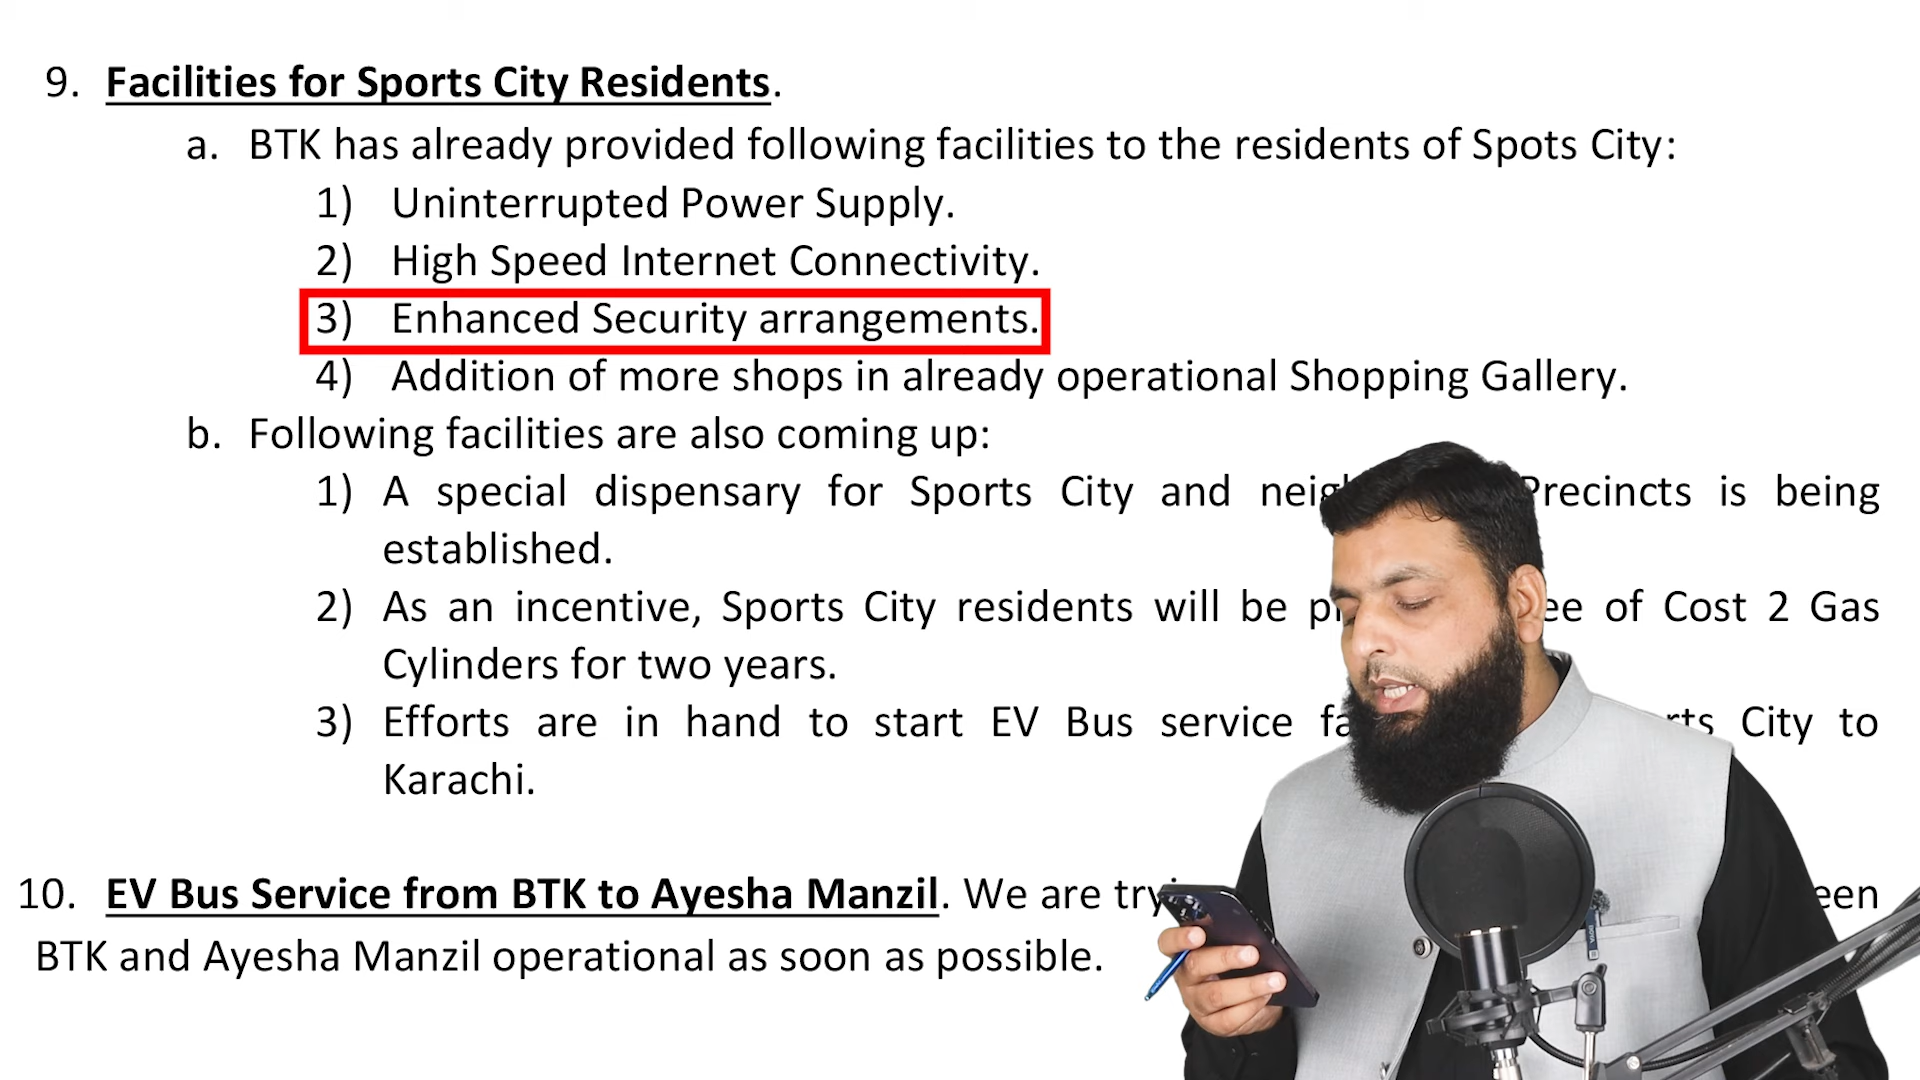 9. Facilities for Sports City Residents.
a. BTK has already provided following facilities to the residents of Spots City:
1) Uninterrupted Power Supply.
2) High Speed Internet Connectivity.
3) Enhanced Security arrangements.
4) Addition of more shops in already operational Shopping Gallery.
b. Following facilities are also coming up:
1) A special dispensary for Sports City and Precincts is being
established.
2) As an incentive, Sports City residents will be of Cost 2 Gas
Cylinders for two years.
3) Efforts are in hand to start EV Bus service City to
Karachi.
10. EV Bus Service from BTK to Ayesha Manzil. We are
BTK and Ayesha Manzil operational as soon as possible.